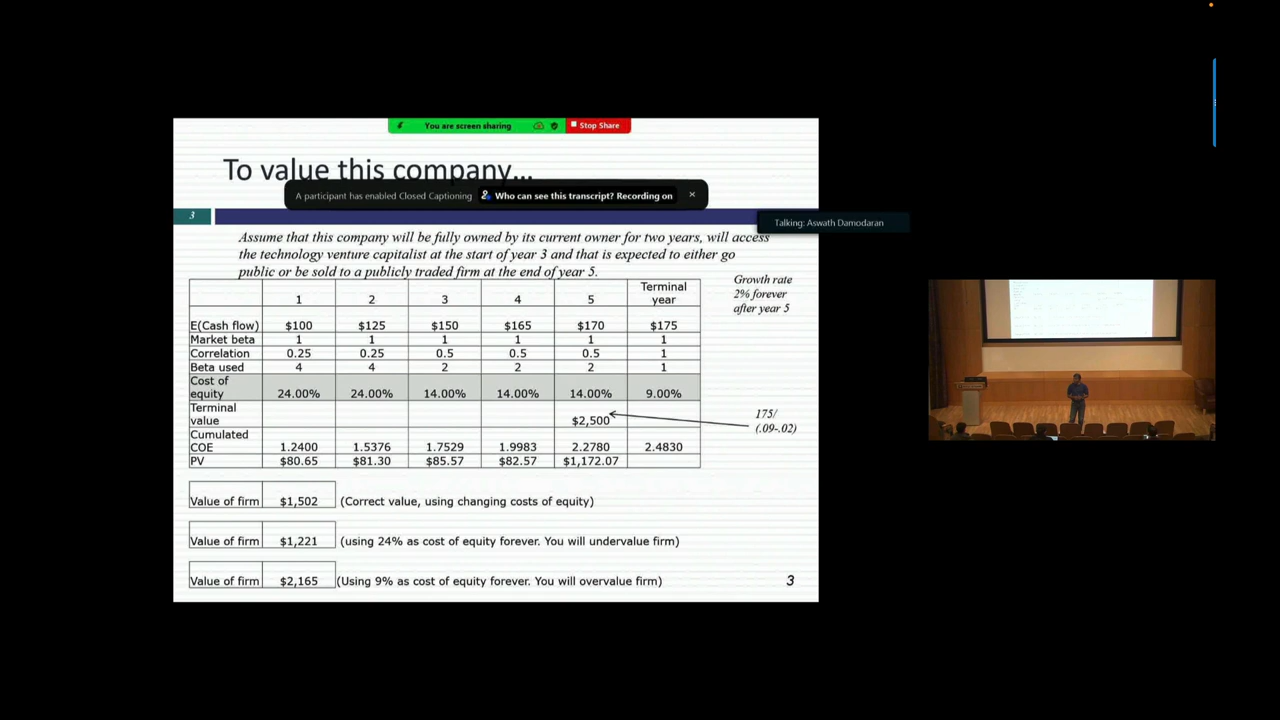 You are screen sharing
Stop Share
To value this company...
A participant has enabled Closed Captioning Who can see this transcript? Recording on
3
Talking: Aswath Damodaran
Assume that this company will be fully owned by its current owner for two years, will access
the technology venture capitalist at the start of year 3 and that is expected to either go
public or be sold to a publicly traded firm at the end of year 5.
Growth rate
2% forever
after year 5
1 2 3 4 5 Terminal year
E(Cash flow) $100 $125 $150 $165 $170 $175
Market beta 1 1 1 1 1 1
Correlation 0.25 0.25 0.5 0.5 0.5 1
Beta used 4 4 2 2 2 1
Cost of equity 24.00% 24.00% 14.00% 14.00% 14.00% 9.00%
Terminal value $2,500
175/
(.09-.02)
Cumulated COE 1.2400 1.5376 1.7529 1.9983 2.2780 2.4830
PV $80.65 $81.30 $85.57 $82.57 $1,172.07
Value of firm $1,502 (Correct value, using changing costs of equity)
Value of firm $1,221 (using 24% as cost of equity forever. You will undervalue firm)
Value of firm $2,165 (Using 9% as cost of equity forever. You will overvalue firm)
3